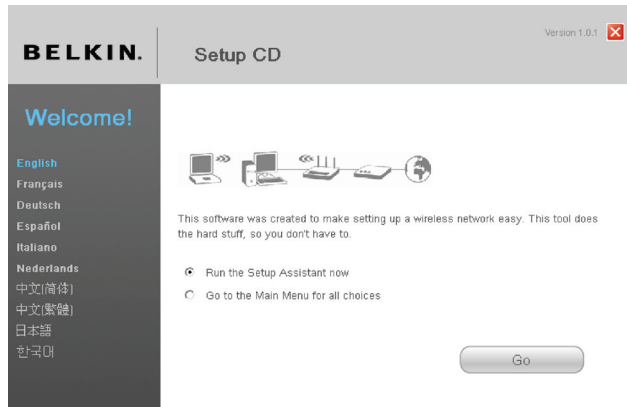 BELKIN.
Setup CD
Version 1.0.1
Welcome!
English
Français
Deutsch
Español
Italiano
Nederlands
中文(简体)
中文(繁體)
日本語
한국어
This software was created to make setting up a wireless network easy. This tool does
the hard stuff, so you don't have to.
Run the Setup Assistant now
Go to the Main Menu for all choices
Go